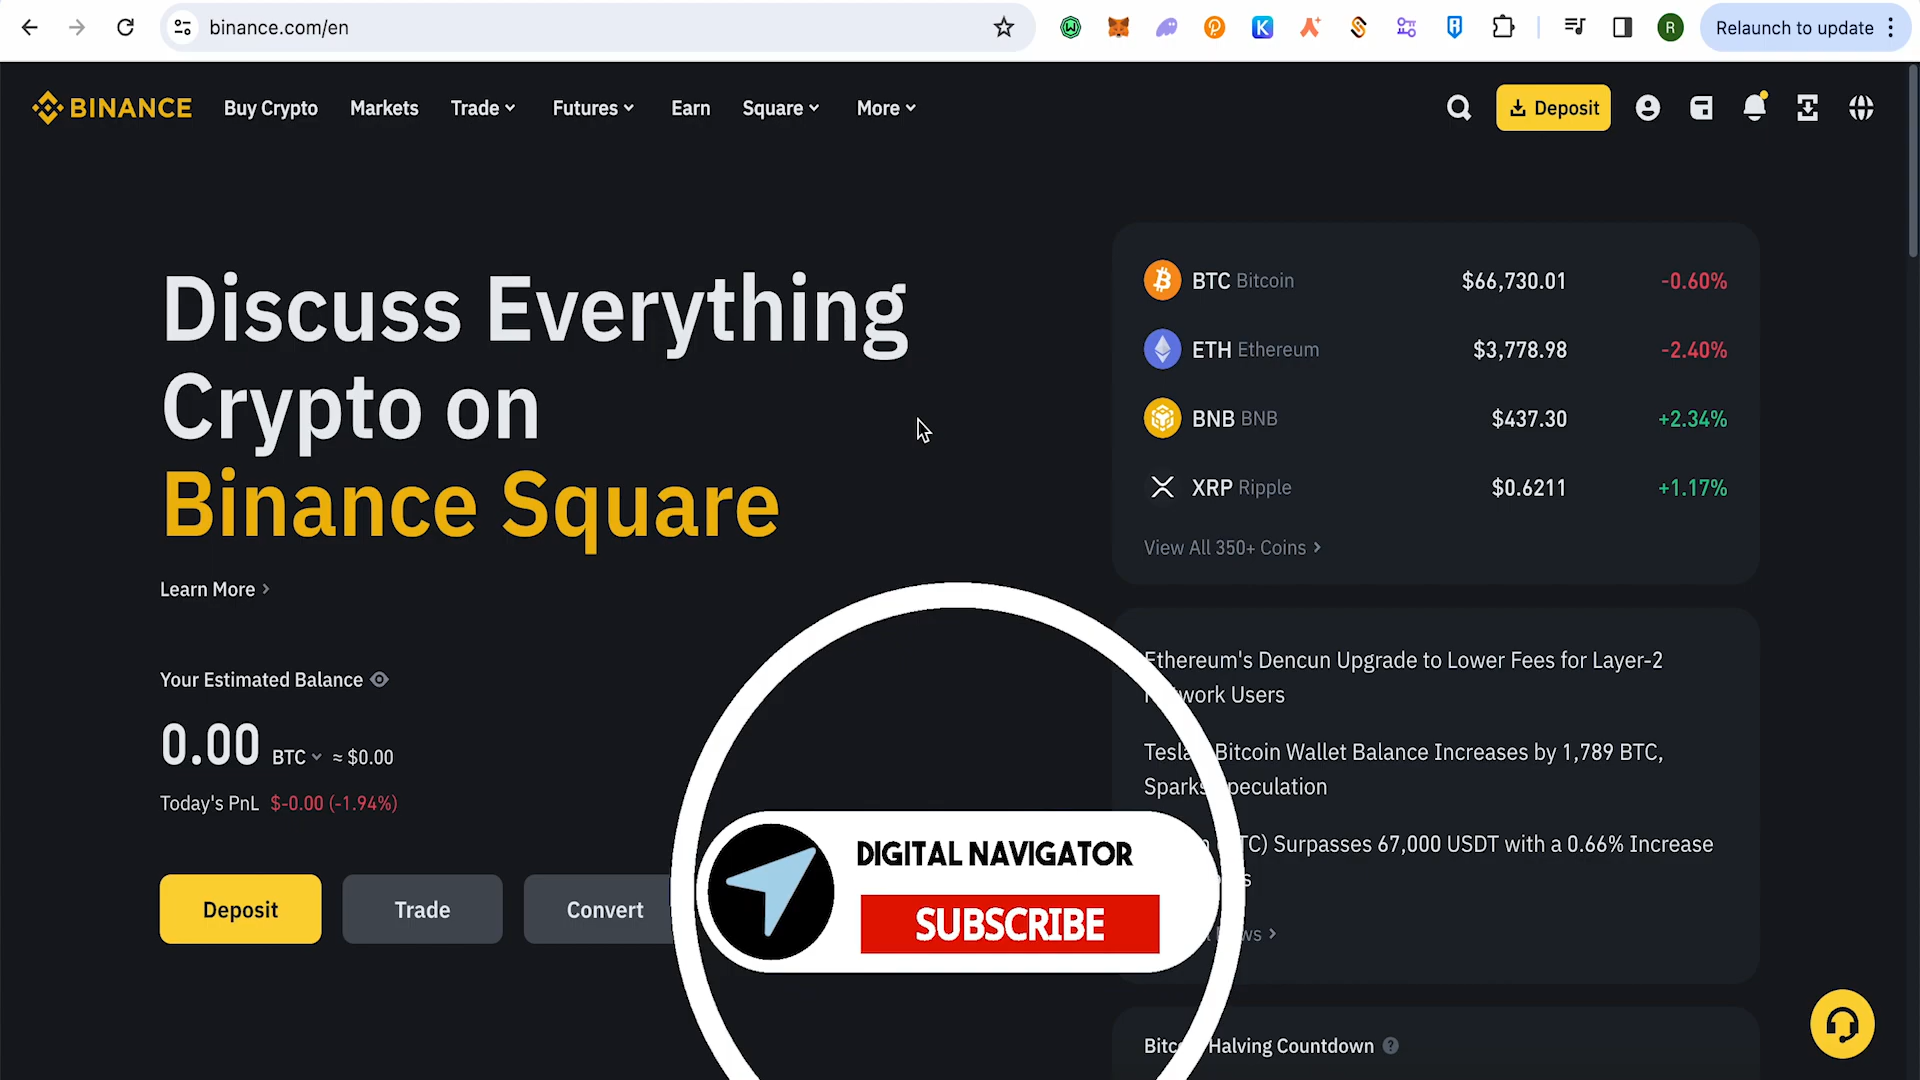 binance.com/en
R
Relaunch to update
BINANCE
Buy Crypto
Markets
Trade
Futures
Earn
Square
More
Deposit
Discuss Everything
Crypto on
Binance Square
Learn More
Your Estimated Balance
0.00 BTC ≈ $0.00
Today's PnL $-0.00 (-1.94%)
Deposit
Trade
Convert
BTC Bitcoin $66,730.01 -0.60%
ETH Ethereum $3,778.98 -2.40%
BNB BNB $437.30 +2.34%
XRP Ripple $0.6211 +1.17%
View All 350+ Coins
Ethereum's Dencun Upgrade to Lower Fees for Layer-2
Users
Bitcoin Wallet Balance Increases by 1,789 BTC,
Sparks
Surpasses 67,000 USDT with a 0.66% Increase
Halving Countdown
DIGITAL NAVIGATOR
SUBSCRIBE